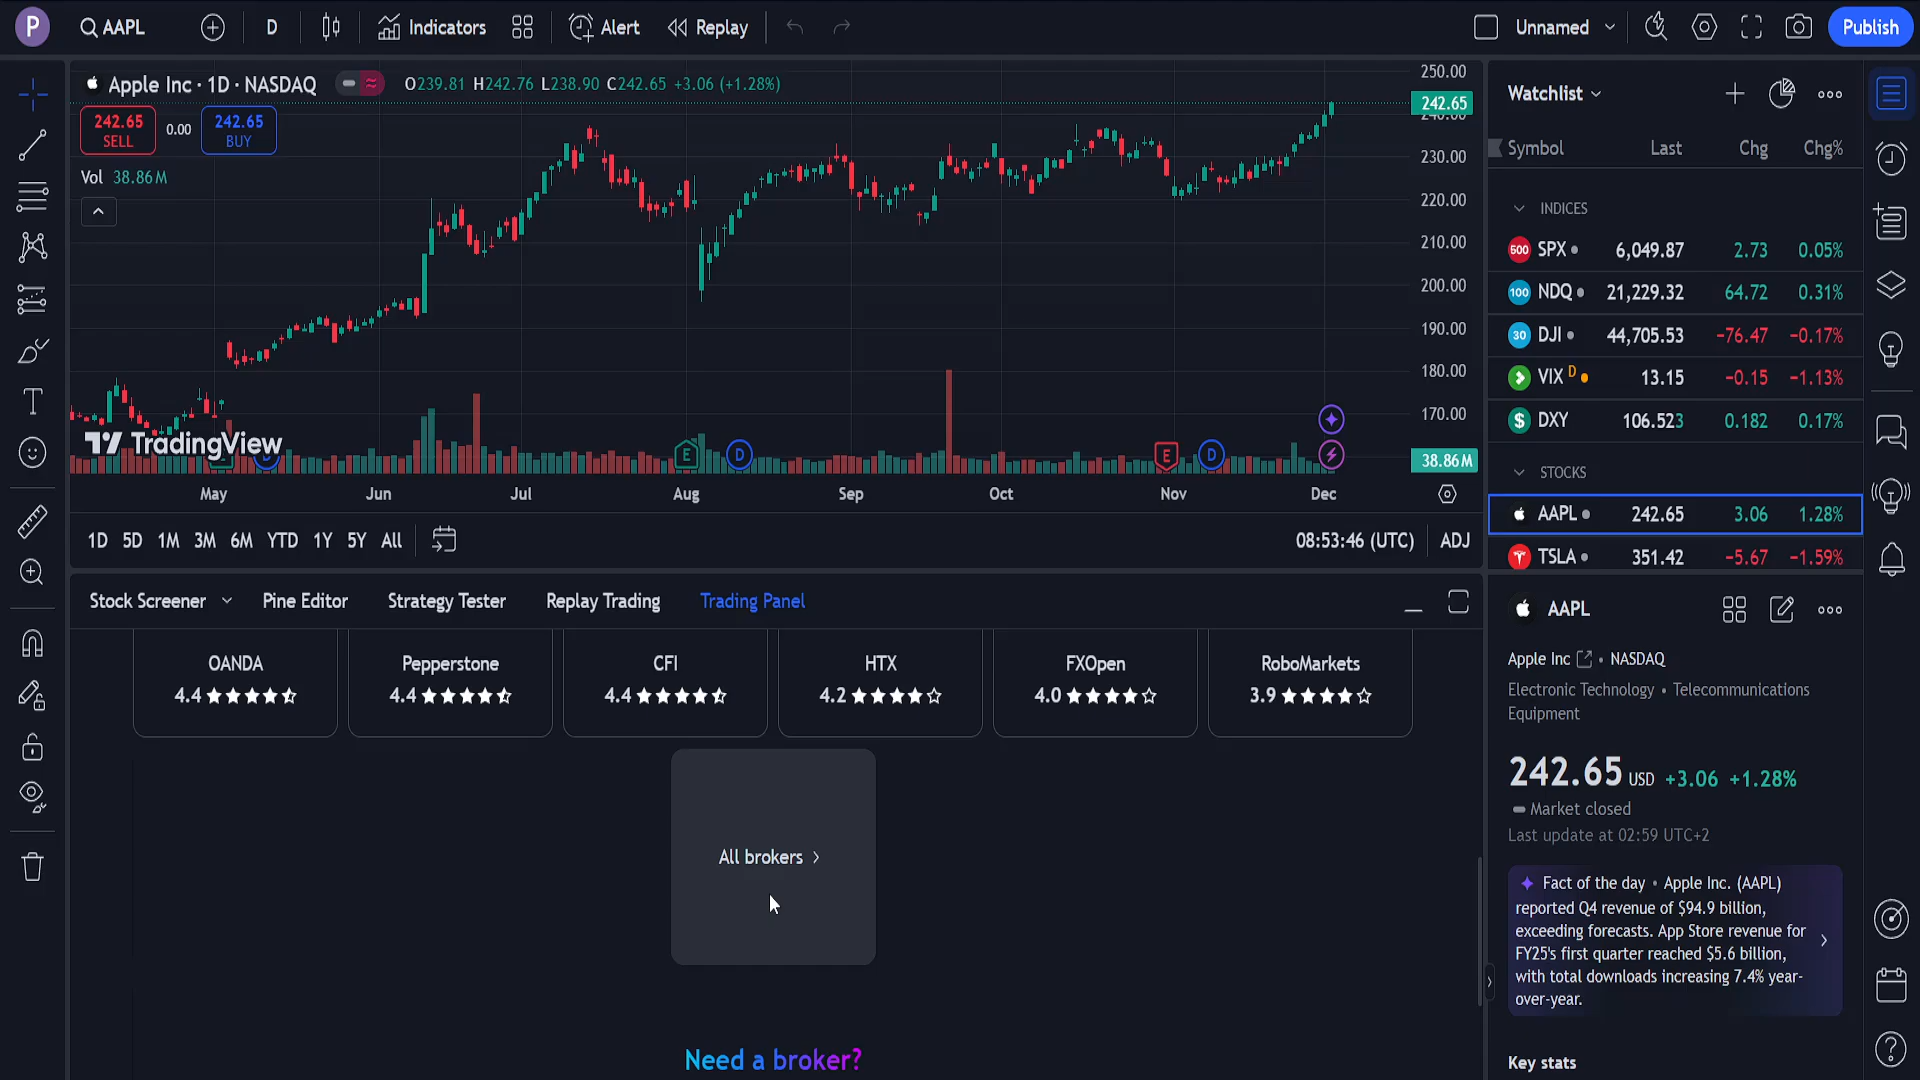 P
AAPL
D
Indicators
Alert
Replay
Unnamed
Publish
Apple Inc · 1D · NASDAQ
O239.81 H242.76 L238.90 C242.65 +3.06 (+1.28%)
242.65
SELL
0.00
242.65
BUY
Vol 38.86M
250.00
242.65
230.00
220.00
210.00
200.00
190.00
180.00
170.00
38.86M
TradingView
E
D
E
D
May
Jun
Jul
Aug
Sep
Oct
Nov
Dec
1D 5D 1M 3M 6M YTD 1Y 5Y All
08:53:46 (UTC)
ADJ
Stock Screener
Pine Editor
Strategy Tester
Replay Trading
Trading Panel
OANDA
4.4
Pepperstone
4.4
CFI
4.4
HTX
4.2
FXOpen
4.0
RoboMarkets
3.9
All brokers
Need a broker?
Watchlist
Symbol Last Chg Chg%
INDICES
500 SPX 6,049.87 2.73 0.05%
100 NDQ 21,229.32 64.72 0.31%
30 DJI 44,705.53 −76.47 −0.17%
VIX D 13.15 −0.15 −1.13%
$ DXY 106.523 0.182 0.17%
STOCKS
AAPL 242.65 3.06 1.28%
TSLA 351.42 −5.67 −1.59%
AAPL
Apple Inc • NASDAQ
Electronic Technology • Telecommunications
Equipment
242.65 USD +3.06 +1.28%
Market closed
Last update at 02:59 UTC+2
Fact of the day • Apple Inc. (AAPL)
reported Q4 revenue of $94.9 billion,
exceeding forecasts. App Store revenue for
FY25's first quarter reached $5.6 billion,
with total downloads increasing 7.4% year-
over-year.
Key stats